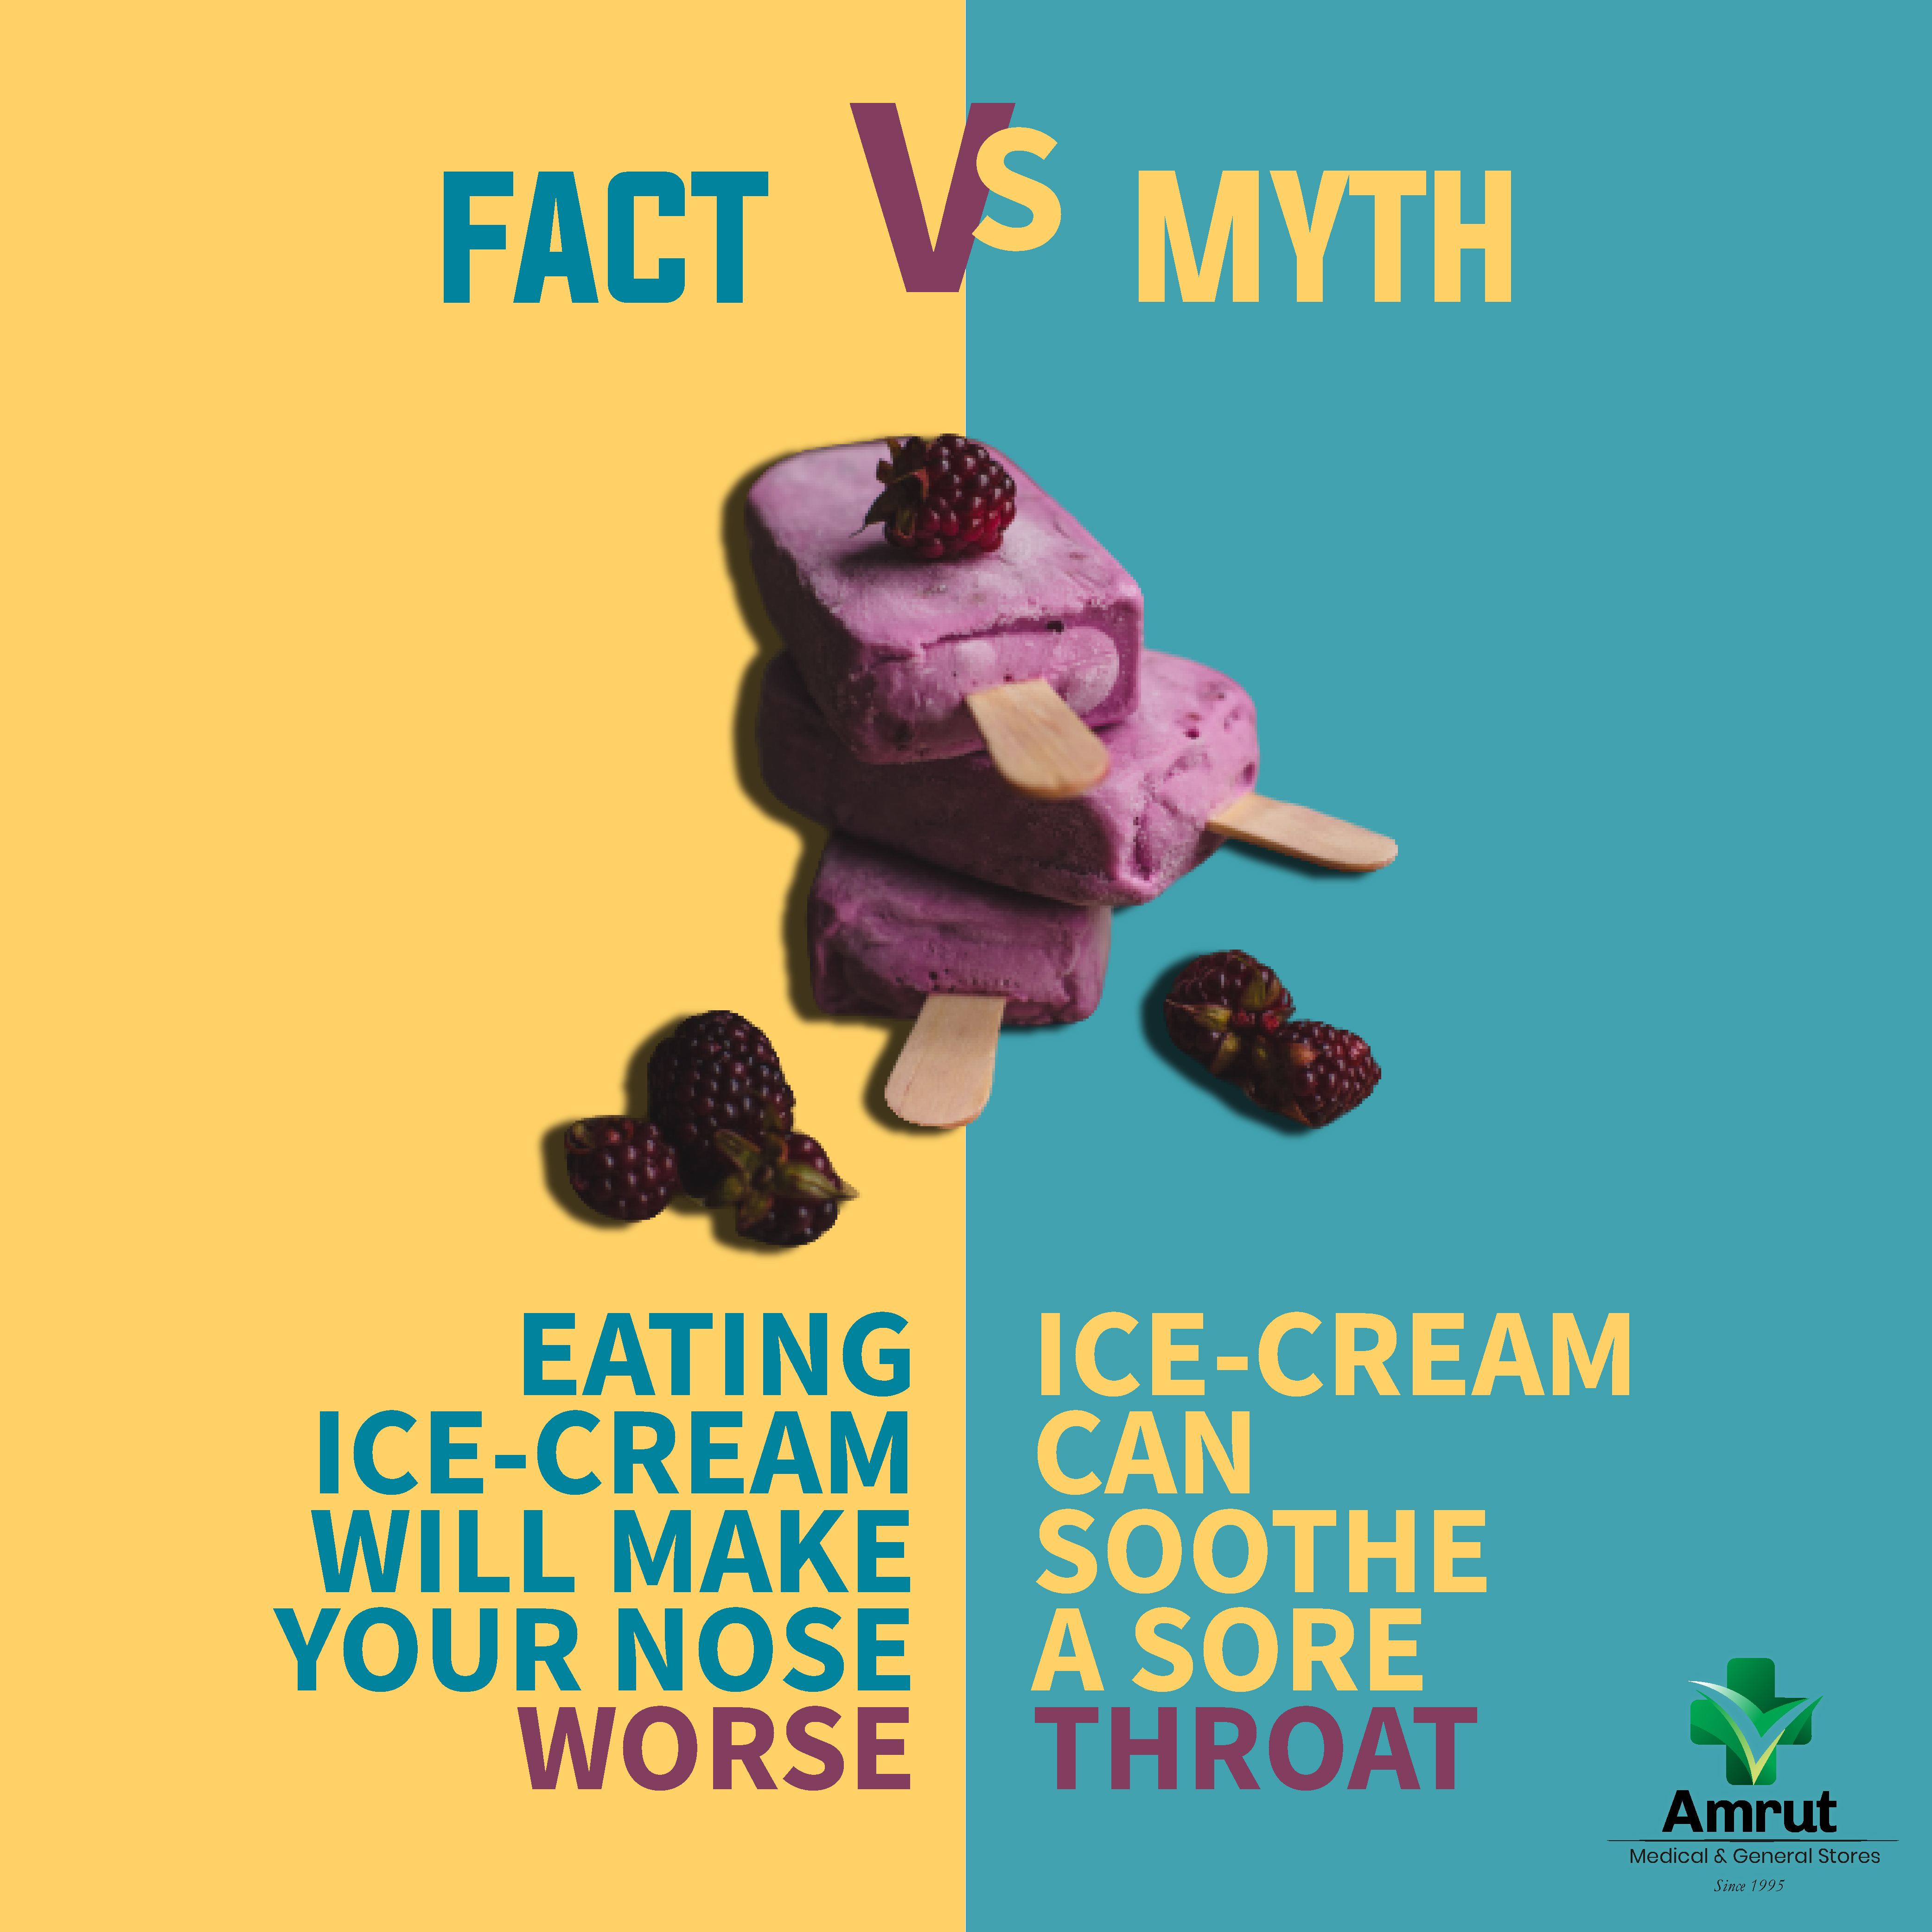 FACT Vs MYTH
EATING
ICE-CREAM
WILL MAKE
YOUR NOSE
WORSE
ICE-CREAM
CAN
SOOTHE
A SORE
THROAT
Amrut
Medical & General Stores
Since 1995